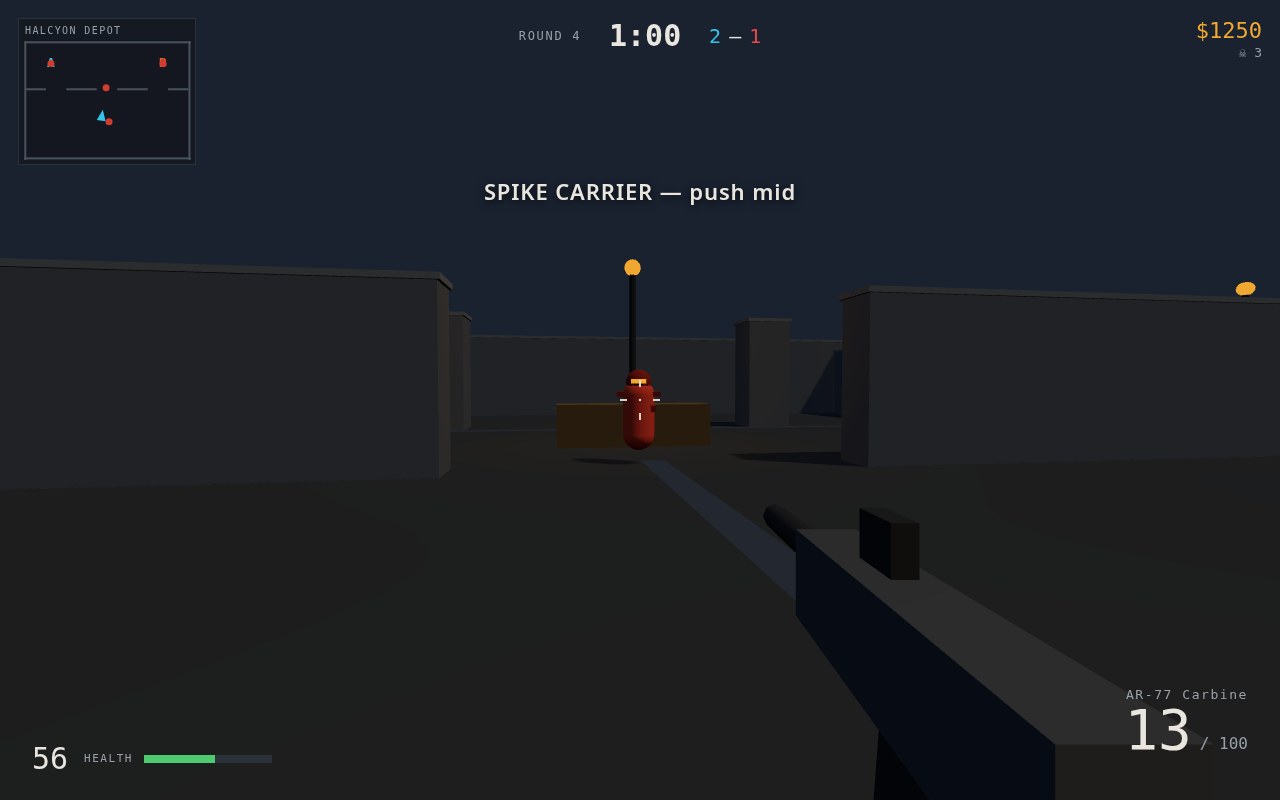 HALCYON DEPOT
A B
ROUND 4 1:00 2 — 1
$1250
☠ 3
SPIKE CARRIER — push mid
AR-77 Carbine
13 / 100
56 HEALTH